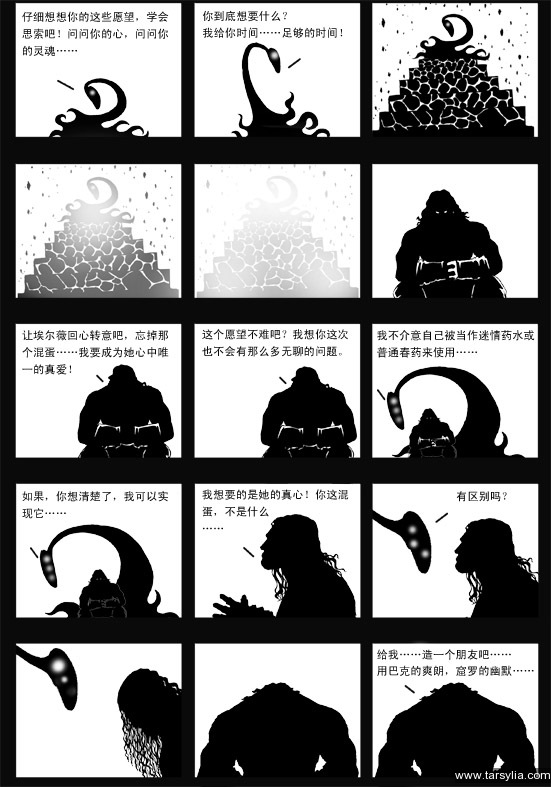 仔细想想你的这些愿望，学会
思索吧！问问你的心，问问你
的灵魂……
你到底想要什么？
我给你时间……足够的时间！
让埃尔薇回心转意吧，忘掉那
个混蛋……我要成为她心中唯
一的真爱！
这个愿望不难吧？我想你这次
也不会有那么多无聊的问题。
我不介意自己被当作迷情药水或
普通春药来使用……
如果，你想清楚了，我可以实
现它……
我想要的是她的真心！你这混
蛋，不是什么
……
有区别吗？
给我……造一个朋友吧……
用巴克的爽朗，窟罗的幽默……
www.tarsylia.com